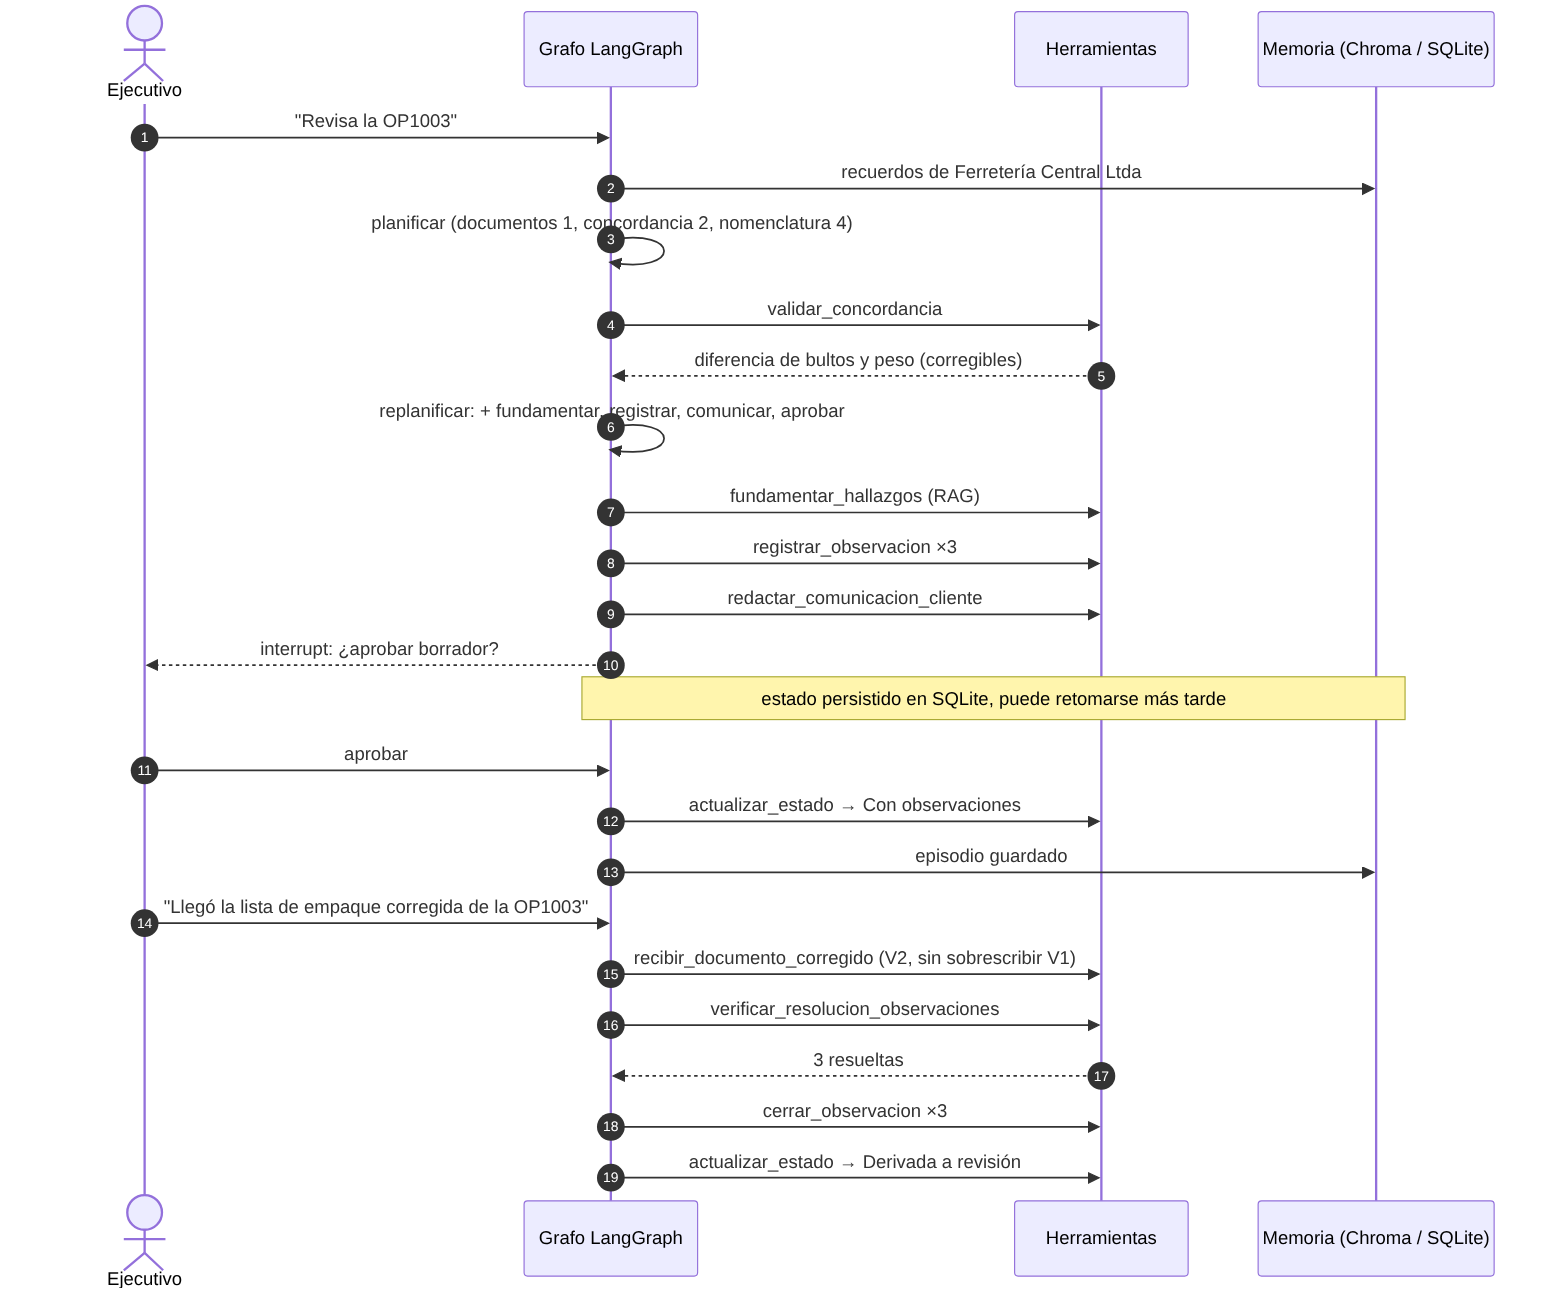 Ejecutivo
Grafo LangGraph
Herramientas
Memoria (Chroma / SQLite)
1
"Revisa la OP1003"
2
recuerdos de Ferretería Central Ltda
planificar (documentos 1, concordancia 2, nomenclatura 4)
3
4
validar_concordancia
diferencia de bultos y peso (corregibles)
5
replanificar: + fundamentar, registrar, comunicar, aprobar
6
7
fundamentar_hallazgos (RAG)
8
registrar_observacion ×3
9
redactar_comunicacion_cliente
interrupt: ¿aprobar borrador?
10
estado persistido en SQLite, puede retomarse más tarde
11
aprobar
12
actualizar_estado → Con observaciones
13
episodio guardado
14
"Llegó la lista de empaque corregida de la OP1003"
15
recibir_documento_corregido (V2, sin sobrescribir V1)
16
verificar_resolucion_observaciones
3 resueltas
17
18
cerrar_observacion ×3
19
actualizar_estado → Derivada a revisión
Ejecutivo
Grafo LangGraph
Herramientas
Memoria (Chroma / SQLite)